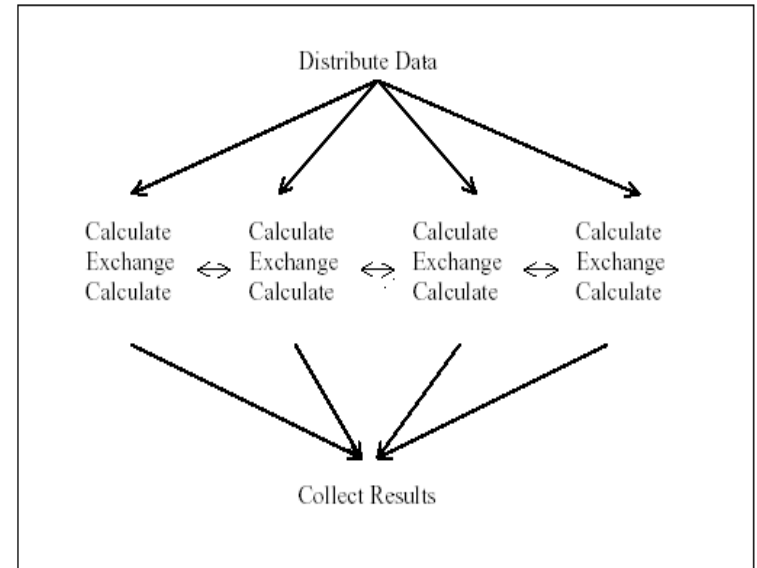 Distribute Data
Calculate Calculate Calculate Calculate
Exchange Exchange Exchange Exchange
Calculate Calculate Calculate Calculate
Collect Results